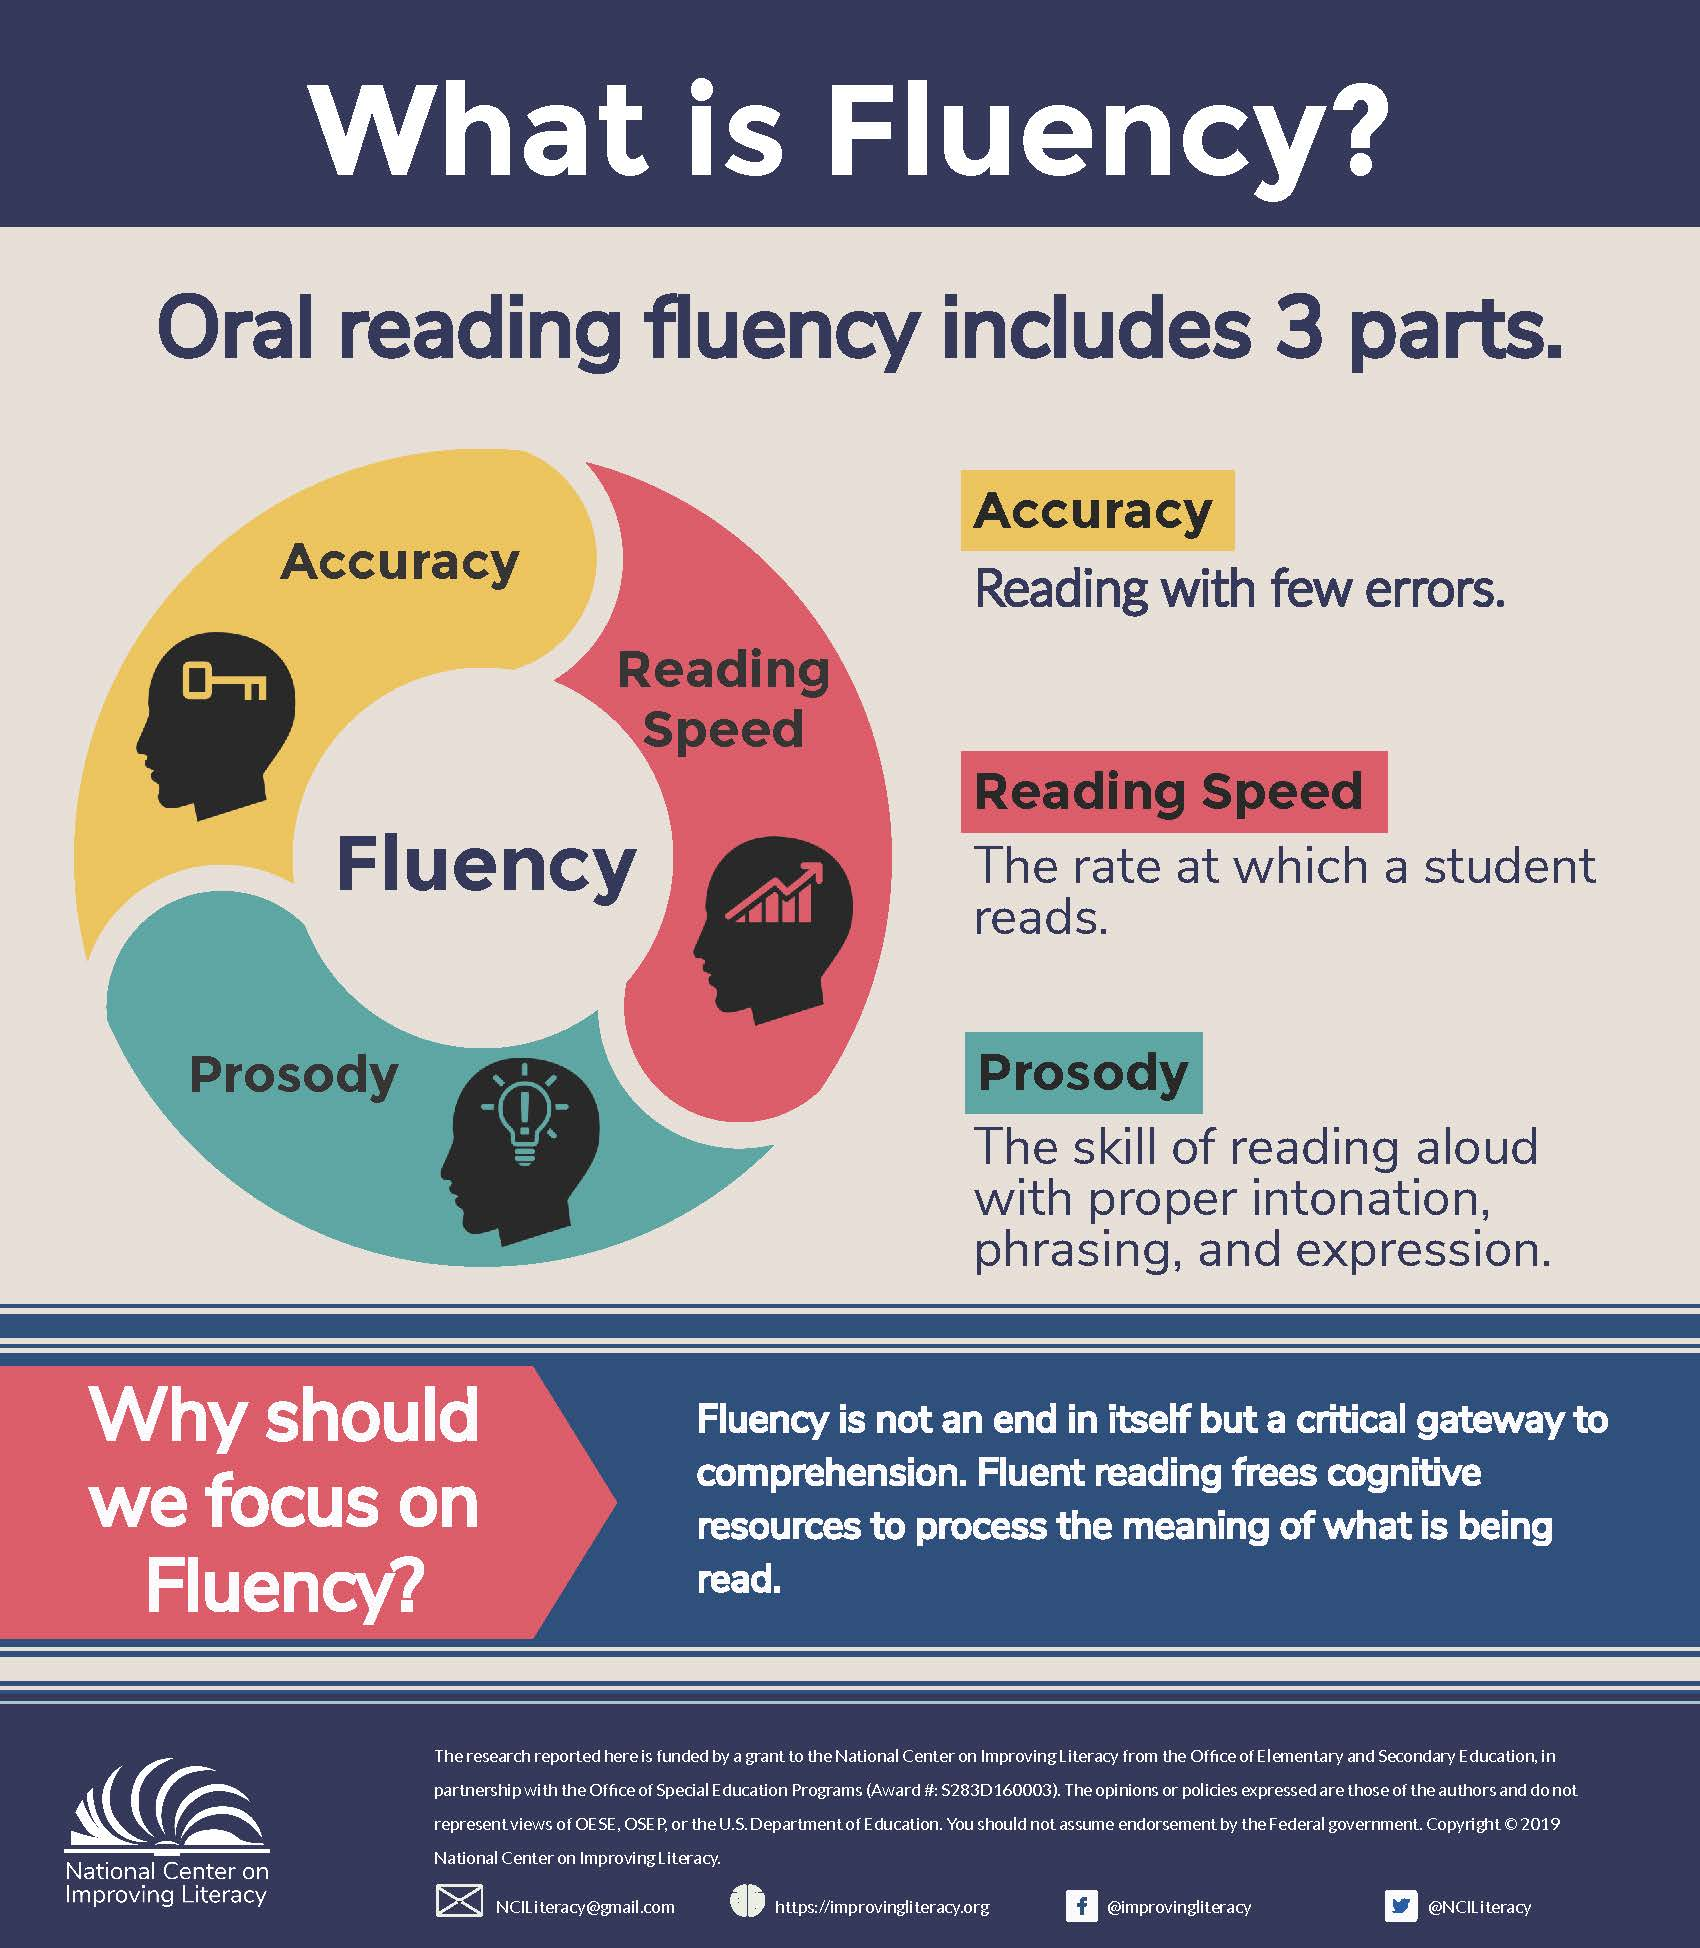 What is Fluency?
Oral reading fluency includes 3 parts.
Accuracy
Reading
Speed
Fluency
Prosody
Accuracy
Reading with few errors.
Reading Speed
The rate at which a student
reads.
Prosody
The skill of reading aloud
with proper intonation,
phrasing, and expression.
Why should
we focus on
Fluency?
Fluency is not an end in itself but a critical gateway to
comprehension. Fluent reading frees cognitive
resources to process the meaning of what is being
read.
National Center on
Improving Literacy
The research reported here is funded by a grant to the National Center on Improving Literacy from the Office of Elementary and Secondary Education, in
partnership with the Office of Special Education Programs (Award #: S283D160003). The opinions or policies expressed are those of the authors and do not
represent views of OESE, OSEP, or the U.S. Department of Education. You should not assume endorsement by the Federal government. Copyright © 2019
National Center on Improving Literacy.
NCILiteracy@gmail.com
https://improvingliteracy.org
@improvingliteracy
@NCILiteracy